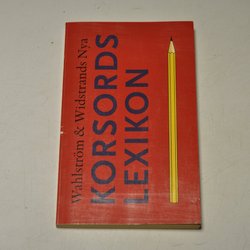 Wahlström & Widstrands Nya
KORSORDS
LEXIKON